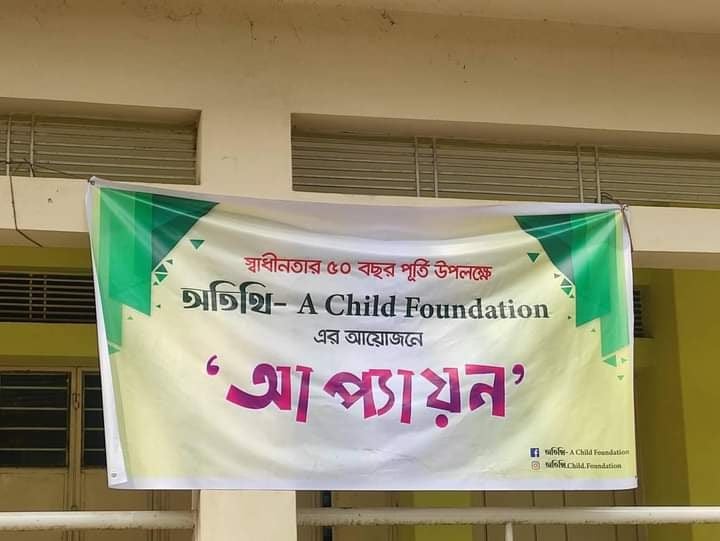 স্বাধীনতার ৫০ বছর পূর্তি উপলক্ষে
অতিথি- A Child Foundation
এর আয়োজনে
‘আপ্যায়ন’
অতিথি- A Child Foundation
অতিথি.Child.Foundation